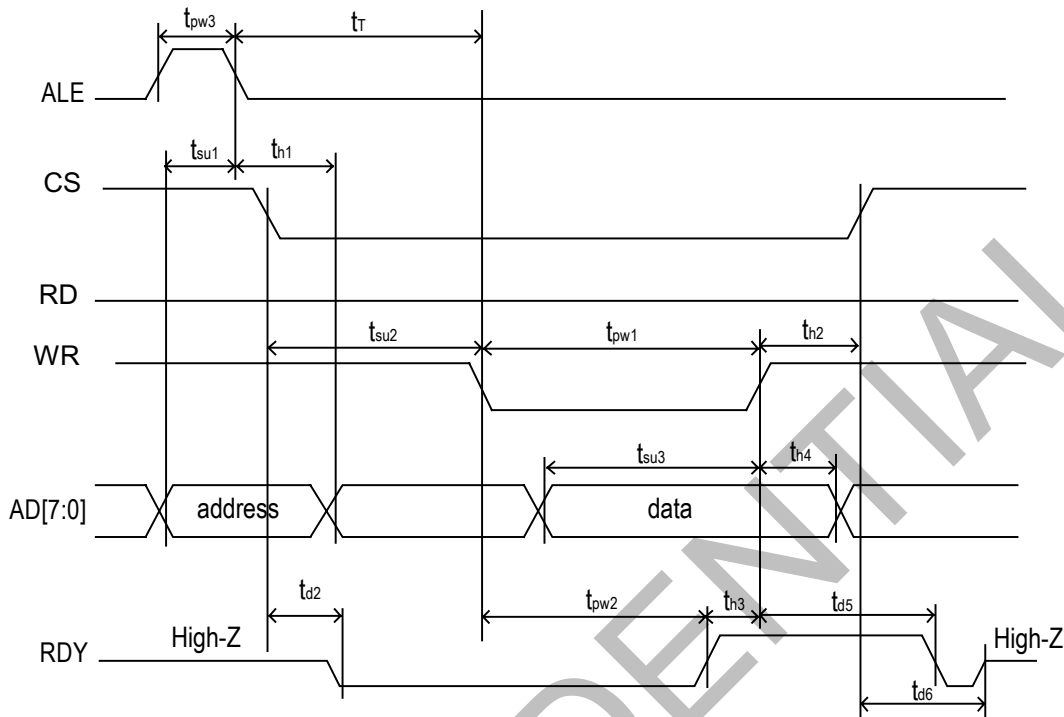 tpw3
tT
ALE
tsu1
th1
CS
RD
tsu2
tpw1
th2
WR
tsu3
th4
AD[7:0]
address
data
td2
tpw2
th3
td5
High-Z
High-Z
RDY
td6
DENTIAL